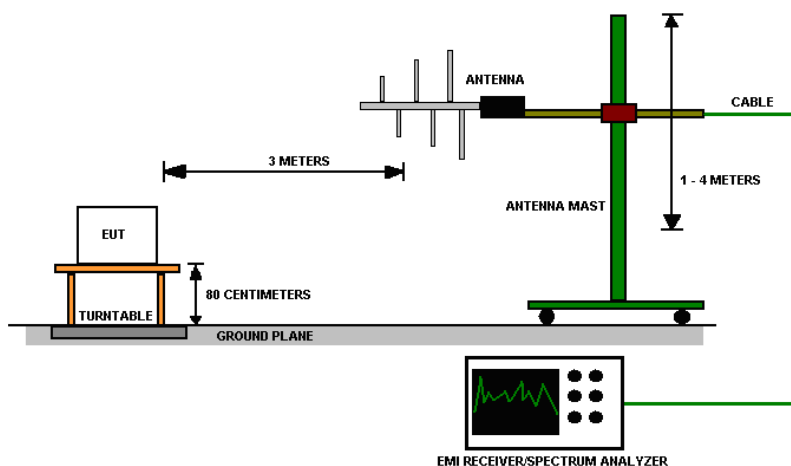 ANTENNA
CABLE
3 METERS
1 - 4 METERS
ANTENNA MAST
EUT
80 CENTIMETERS
TURNTABLE
GROUND PLANE
EMI RECEIVER/SPECTRUM ANALYZER